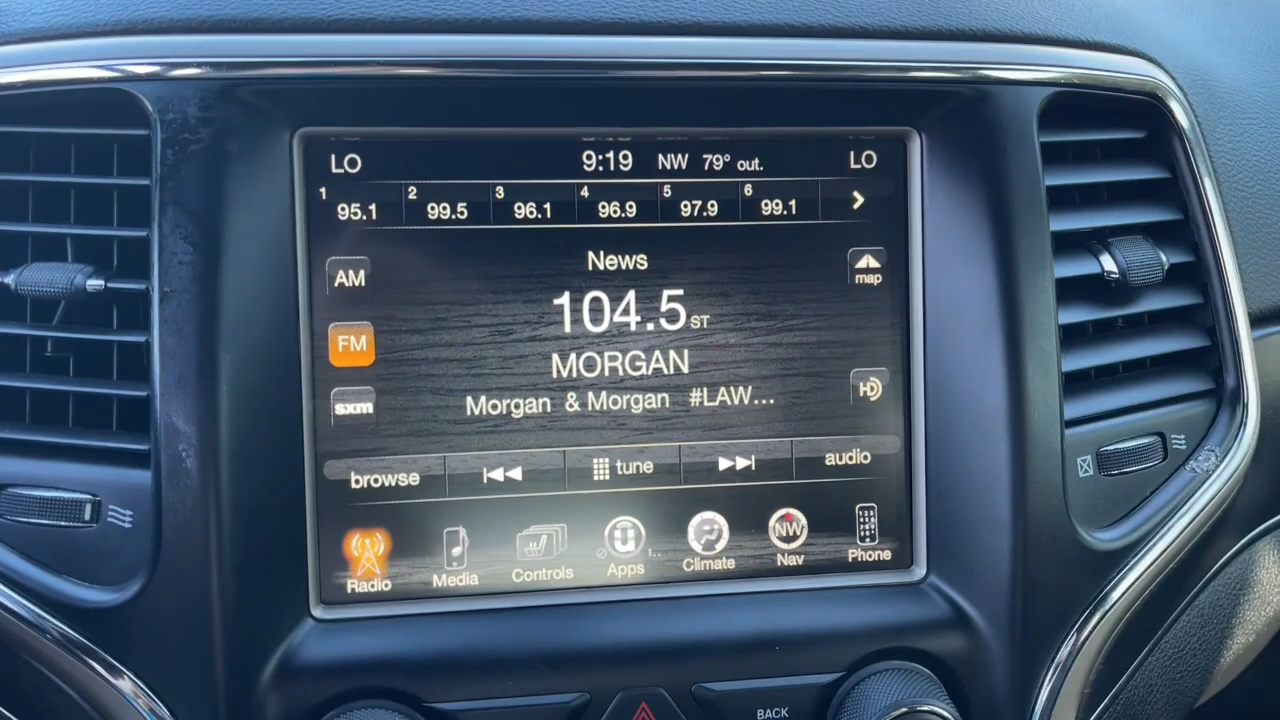 LO 9:19 NW 79° out. LO
1 95.1 2 99.5 3 96.1 4 96.9 5 97.9 6 99.1
News
AM
map
104.5 ST
FM
MORGAN
HD
Morgan & Morgan #LAW...
sxm
browse tune audio
Radio Media Controls Apps Climate NW Nav Phone
BACK